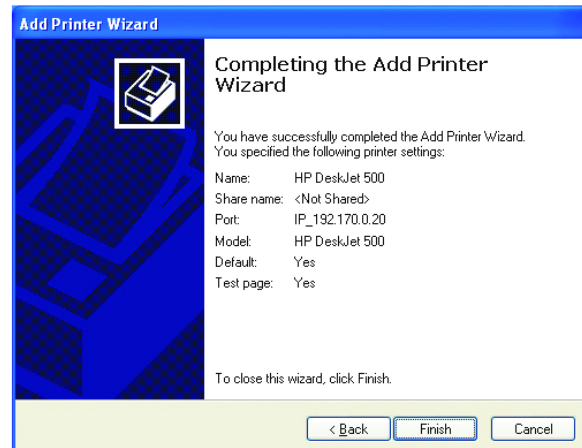 Add Printer Wizard
Completing the Add Printer
Wizard
You have successfully completed the Add Printer Wizard.
You specified the following printer settings:
Name: HP DeskJet 500
Share name: <Not Shared>
Port: IP_192.170.0.20
Model: HP DeskJet 500
Default: Yes
Test page: Yes
To close this wizard, click Finish.
< Back Finish Cancel